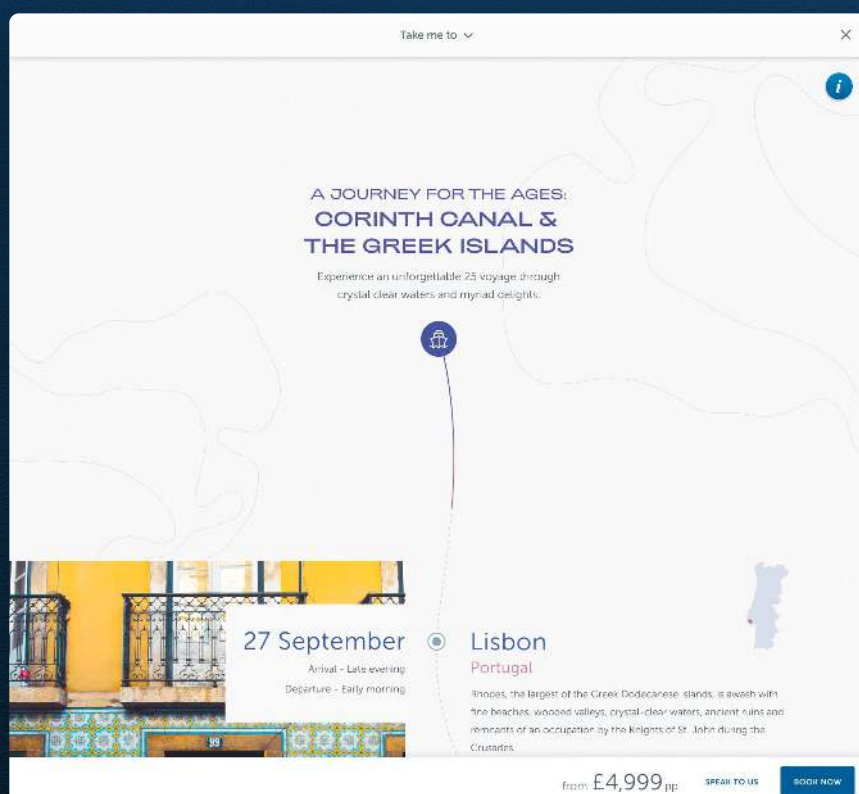 Take me to
i
A JOURNEY FOR THE AGES:
CORINTH CANAL &
THE GREEK ISLANDS
Experience an unforgettable 25 voyage through
crystal clear waters and myriad delights.
27 September
Arrival - Late evening
Departure - Early morning
99
Lisbon
Portugal
Rhodes, the largest of the Greek Dodecanese islands, is awash with
fine beaches, wooded valleys, crystal-clear waters, ancient ruins and
remnants of an occupation by the Knights of St. John during the
Crusades
from £4,999 pp
SPEAK TO US
BOOK NOW